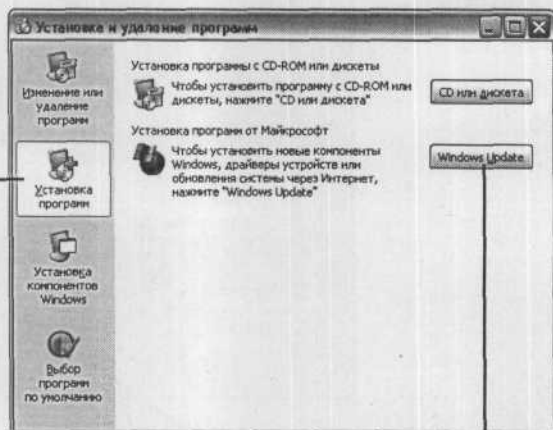 Установка и удаление программ
Изменение или
удаление
программ
Установка
программ
Установка
компонентов
Windows
Выбор
программ
по умолчанию
Установка программы с CD-ROM или дискеты
Чтобы установить программу с CD-ROM или
дискеты, нажмите "CD или дискета"
CD или дискета
Установка программ от Майкрософт
Чтобы установить новые компоненты
Windows, драйверы устройств или
обновления системы через Интернет,
нажмите "Windows Update"
Windows Update